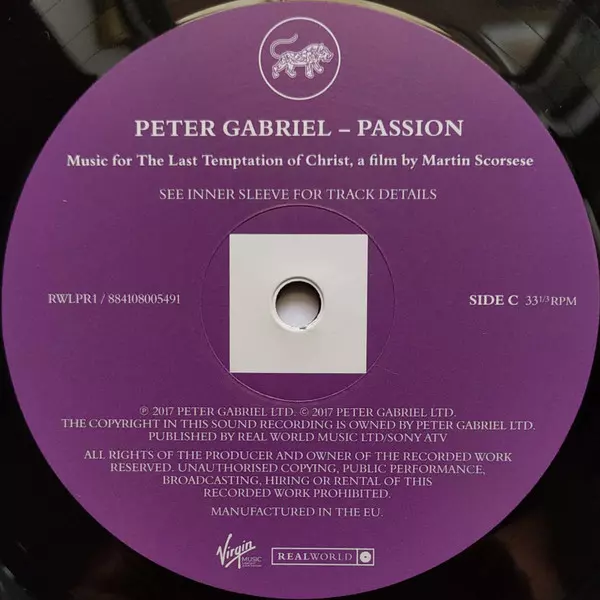 PETER GABRIEL – PASSION
Music for The Last Temptation of Christ, a film by Martin Scorsese
SEE INNER SLEEVE FOR TRACK DETAILS
RWLPR1 / 884108005491
SIDE C 33 1/3 RPM
℗ 2017 PETER GABRIEL LTD. © 2017 PETER GABRIEL LTD.
THE COPYRIGHT IN THIS SOUND RECORDING IS OWNED BY PETER GABRIEL LTD.
PUBLISHED BY REAL WORLD MUSIC LTD/SONY ATV
ALL RIGHTS OF THE PRODUCER AND OWNER OF THE RECORDED WORK
RESERVED. UNAUTHORISED COPYING, PUBLIC PERFORMANCE,
BROADCASTING, HIRING OR RENTAL OF THIS
RECORDED WORK PROHIBITED.
MANUFACTURED IN THE EU.
Virgin
MUSIC
REALWORLD